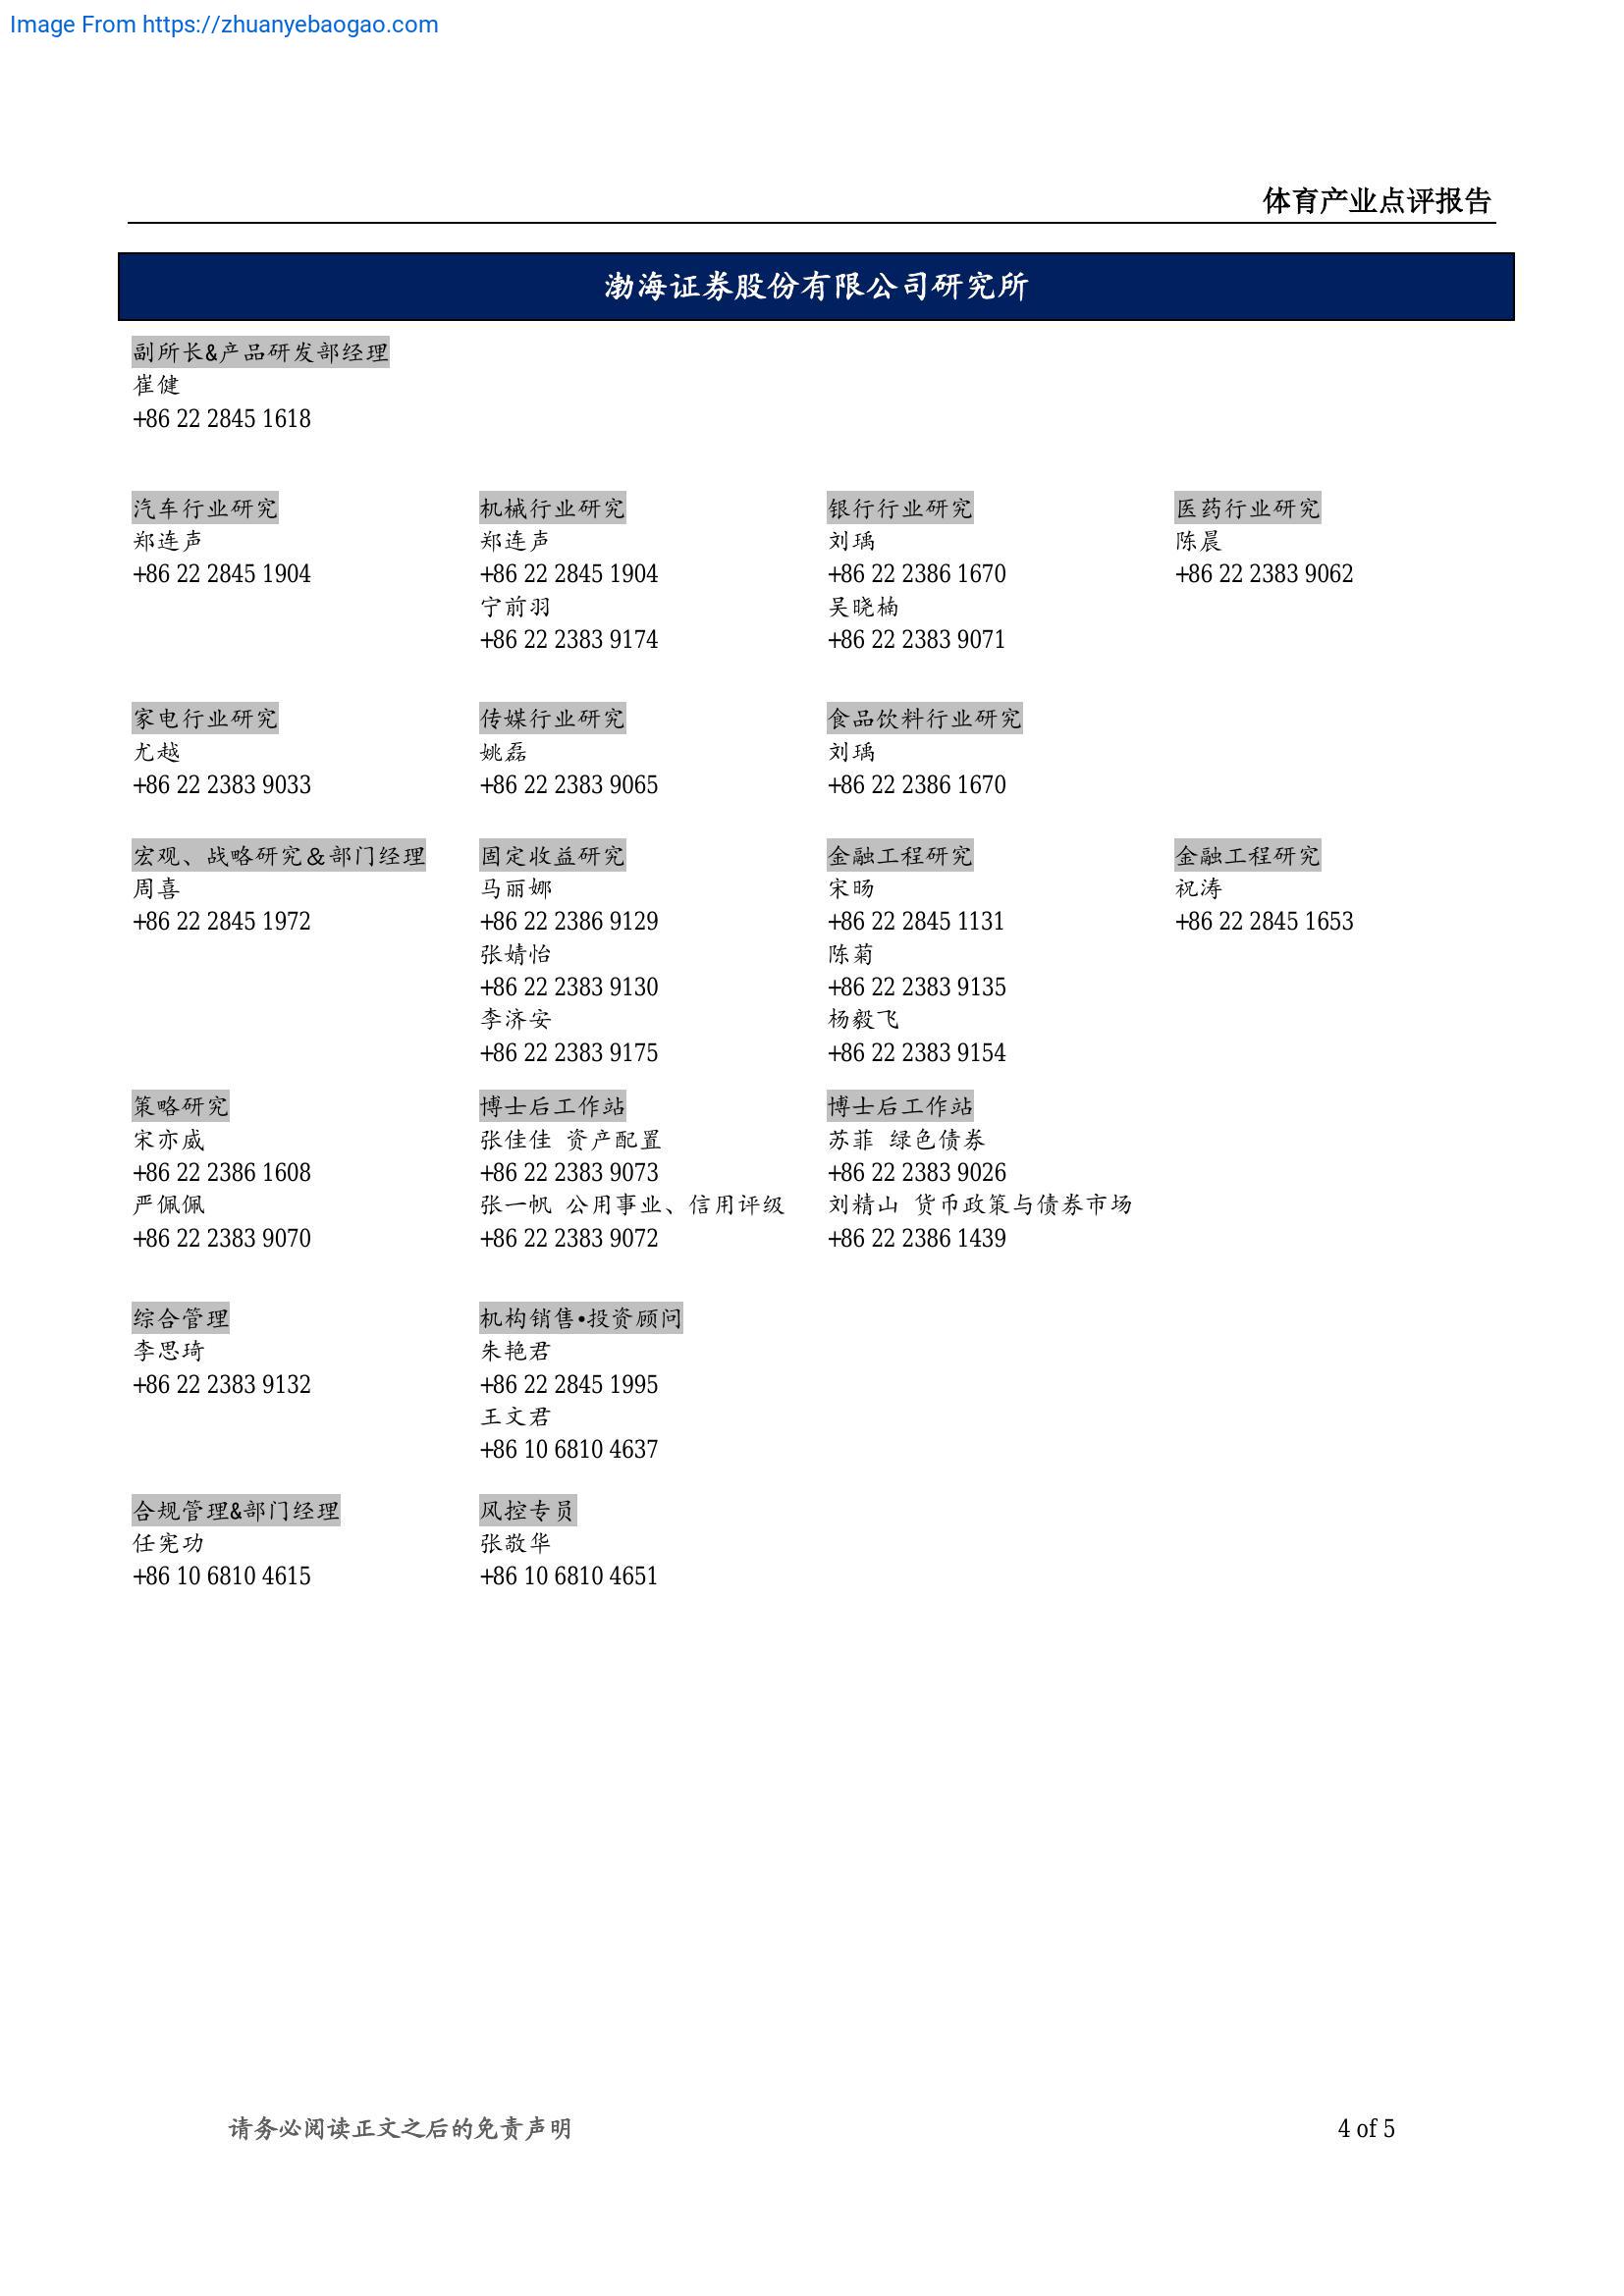 Image From https://zhuanyebaogao.com
体育产业点评报告
渤海证券股份有限公司研究所
副所长&产品研发部经理
崔健
+86 22 2845 1618
汽车行业研究
郑连声
+86 22 2845 1904
机械行业研究
郑连声
+86 22 2845 1904
宁前羽
+86 22 2383 9174
银行行业研究
刘瑀
+86 22 2386 1670
吴晓楠
+86 22 2383 9071
医药行业研究
陈晨
+86 22 2383 9062
家电行业研究
尤越
+86 22 2383 9033
传媒行业研究
姚磊
+86 22 2383 9065
食品饮料行业研究
刘瑀
+86 22 2386 1670
宏观、战略研究＆部门经理
周喜
+86 22 2845 1972
固定收益研究
马丽娜
+86 22 2386 9129
张婧怡
+86 22 2383 9130
李济安
+86 22 2383 9175
金融工程研究
宋旸
+86 22 2845 1131
陈菊
+86 22 2383 9135
杨毅飞
+86 22 2383 9154
金融工程研究
祝涛
+86 22 2845 1653
策略研究
宋亦威
+86 22 2386 1608
严佩佩
+86 22 2383 9070
博士后工作站
张佳佳 资产配置
+86 22 2383 9073
张一帆 公用事业、信用评级
+86 22 2383 9072
博士后工作站
苏菲 绿色债券
+86 22 2383 9026
刘精山 货币政策与债券市场
+86 22 2386 1439
综合管理
李思琦
+86 22 2383 9132
机构销售•投资顾问
朱艳君
+86 22 2845 1995
王文君
+86 10 6810 4637
合规管理&部门经理
任宪功
+86 10 6810 4615
风控专员
张敬华
+86 10 6810 4651
请务必阅读正文之后的免责声明
4 of 5